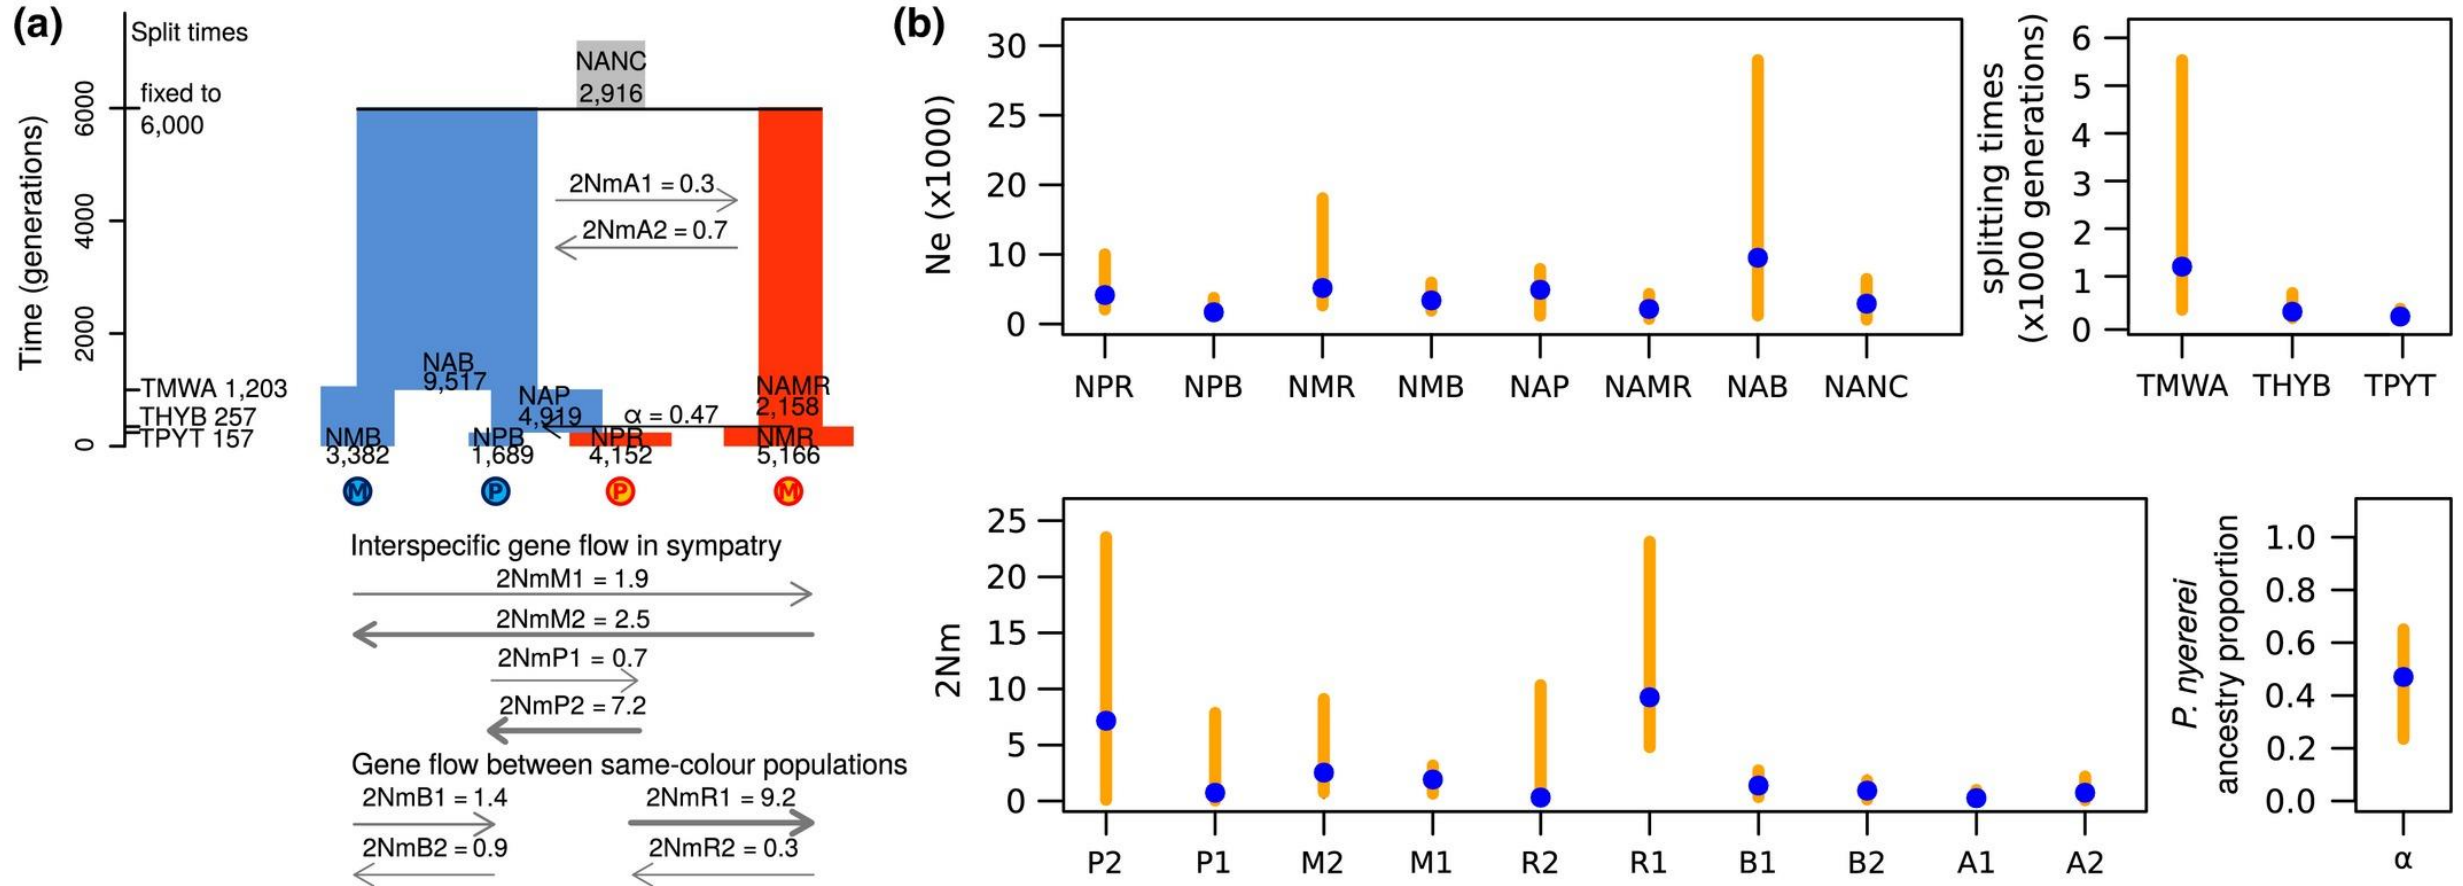 (a)
Split times
fixed to
6,000
NANC
2,916
Time (generations)
6000
4000
2000
0
2NmA1 = 0.3
2NmA2 = 0.7
TMWA 1,203
THYB 257
TPYT 157
NAB
9,517
NAP
4,919
α = 0.47
NAMR
2,158
NMB
3,382
NPB
1,689
NPR
4,152
NMR
5,166
M P P M
Interspecific gene flow in sympatry
2NmM1 = 1.9
2NmM2 = 2.5
2NmP1 = 0.7
2NmP2 = 7.2
Gene flow between same-colour populations
2NmB1 = 1.4
2NmR1 = 9.2
2NmB2 = 0.9
2NmR2 = 0.3
(b)
Ne (x1000)
30
25
20
10
0
NPR NPB NMR NMB NAP NAMR NAB NANC
splitting times
(x1000 generations)
6
5
4
3
2
1
0
TMWA THYB TPYT
2Nm
25
20
15
10
5
0
P2 P1 M2 M1 R2 R1 B1 B2 A1 A2
P. nyererei
ancestry proportion
1.0
0.8
0.6
0.4
0.2
0.0
α